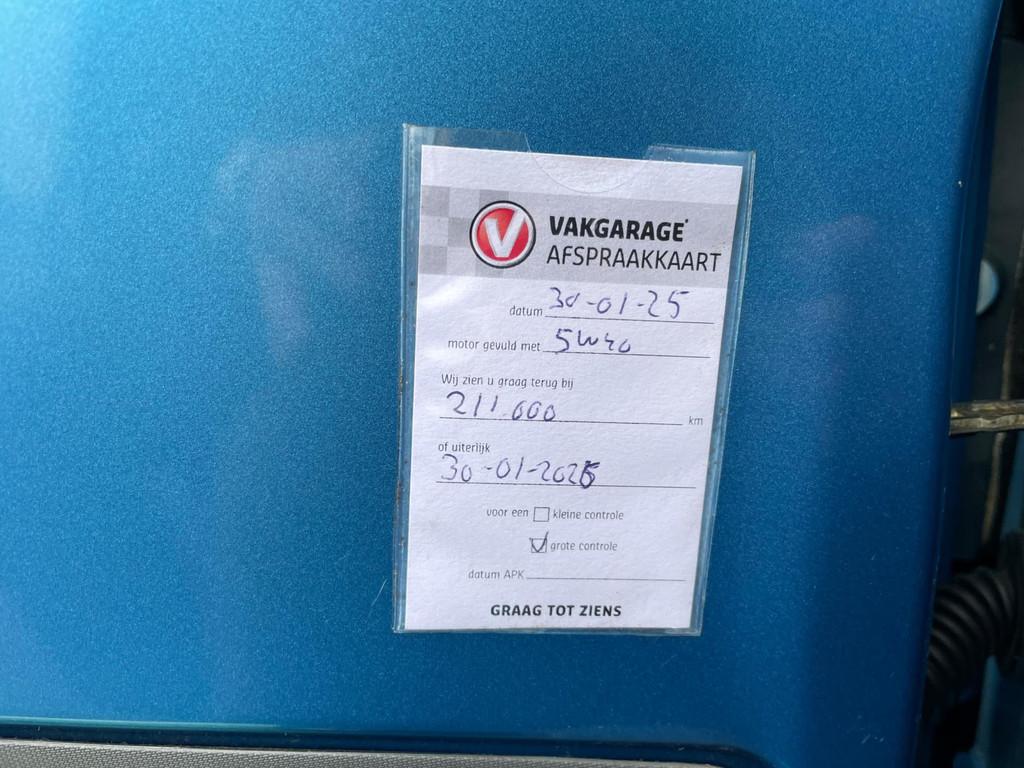 V VAKGARAGE
AFSPRAAKKAART
datum 30-01-25
motor gevuld met 5W40
Wij zien u graag terug bij
211.000 km
of uiterlijk
30-01-2026
voor een kleine controle
grote controle
datum APK
GRAAG TOT ZIENS